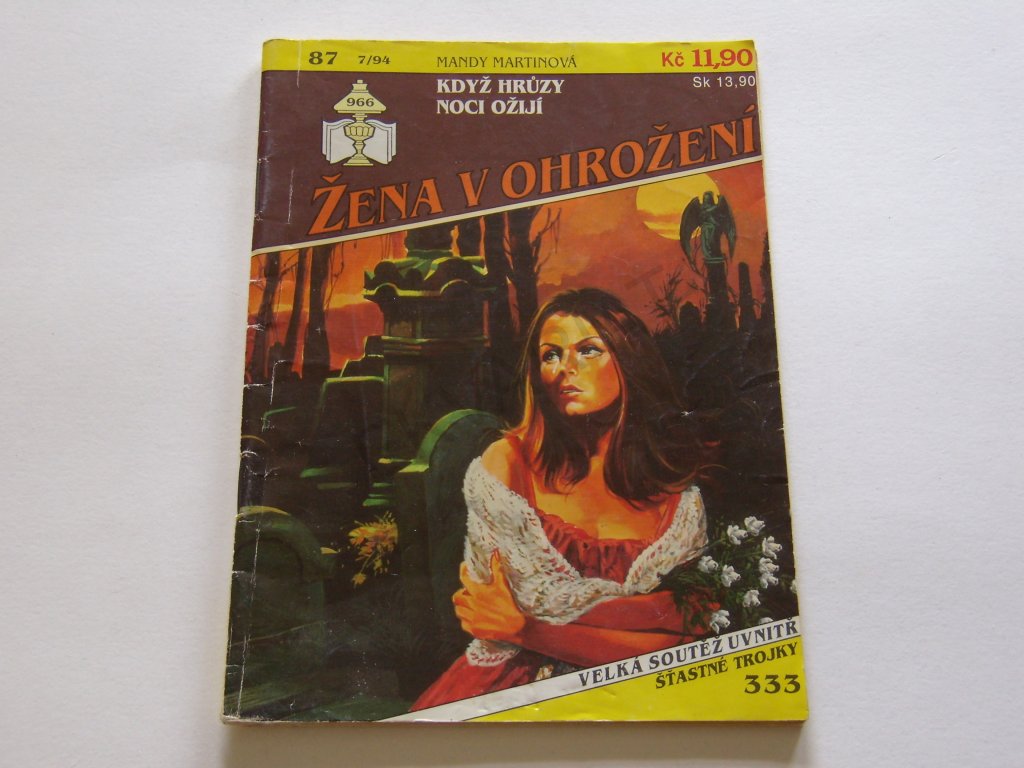 87 7/94 MANDY MARTINOVÁ Kč 11,90
Sk 13,90
KDYŽ HRŮZY
NOCI OŽIJÍ
966
ŽENA V OHROŽENÍ
VELKÁ SOUTĚŽ UVNITŘ
ŠŤASTNÉ TROJKY
333